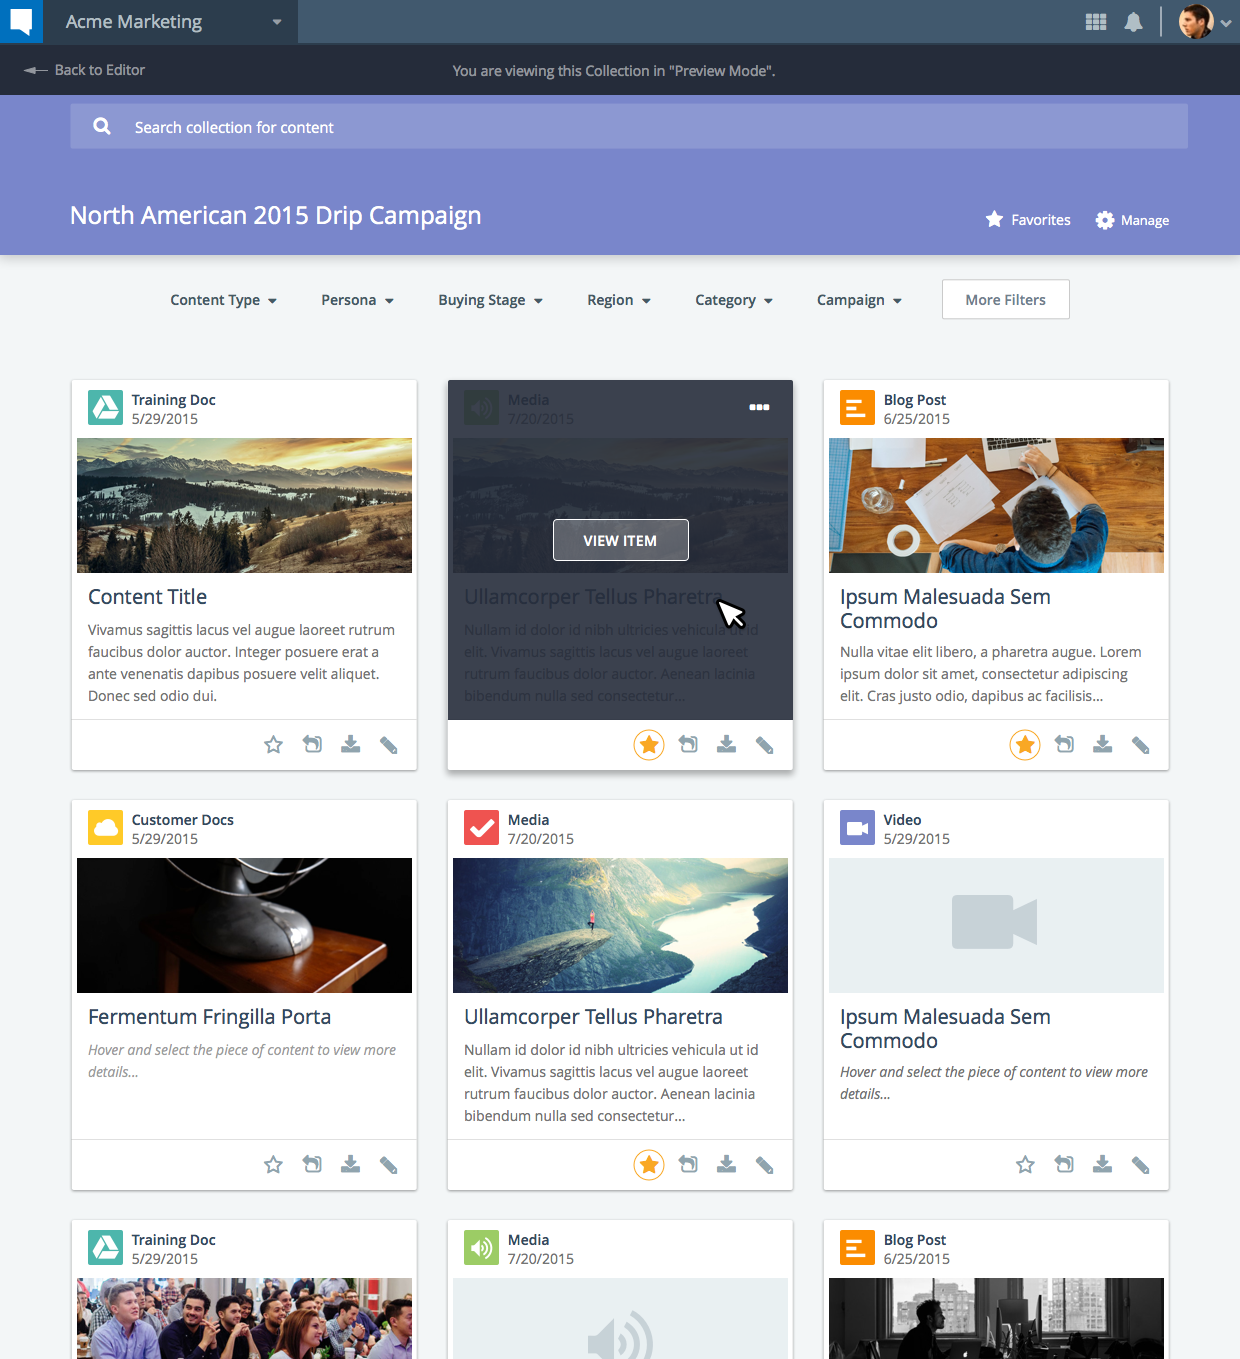 Acme Marketing
Back to Editor
You are viewing this Collection in "Preview Mode".
Search collection for content
North American 2015 Drip Campaign
Favorites
Manage
Content Type
Persona
Buying Stage
Region
Category
Campaign
More Filters
Training Doc
5/29/2015
Content Title
Vivamus sagittis lacus vel augue laoreet rutrum
faucibus dolor auctor. Integer posuere erat a
ante venenatis dapibus posuere velit aliquet.
Donec sed odio dui.
Media
7/20/2015
VIEW ITEM
Ullamcorper Tellus Pharetra
Nullam id dolor id nibh ultricies vehicula ut id
elit. Vivamus sagittis lacus vel augue laoreet
rutrum faucibus dolor auctor. Aenean lacinia
bibendum nulla sed consectetur...
Blog Post
6/25/2015
Ipsum Malesuada Sem
Commodo
Nulla vitae elit libero, a pharetra augue. Lorem
ipsum dolor sit amet, consectetur adipiscing
elit. Cras justo odio, dapibus ac facilisis...
Customer Docs
5/29/2015
Fermentum Fringilla Porta
Hover and select the piece of content to view more
details...
Media
7/20/2015
Ullamcorper Tellus Pharetra
Nullam id dolor id nibh ultricies vehicula ut id
elit. Vivamus sagittis lacus vel augue laoreet
rutrum faucibus dolor auctor. Aenean lacinia
bibendum nulla sed consectetur...
Video
5/29/2015
Ipsum Malesuada Sem
Commodo
Hover and select the piece of content to view more
details...
Training Doc
5/29/2015
Media
7/20/2015
Blog Post
6/25/2015